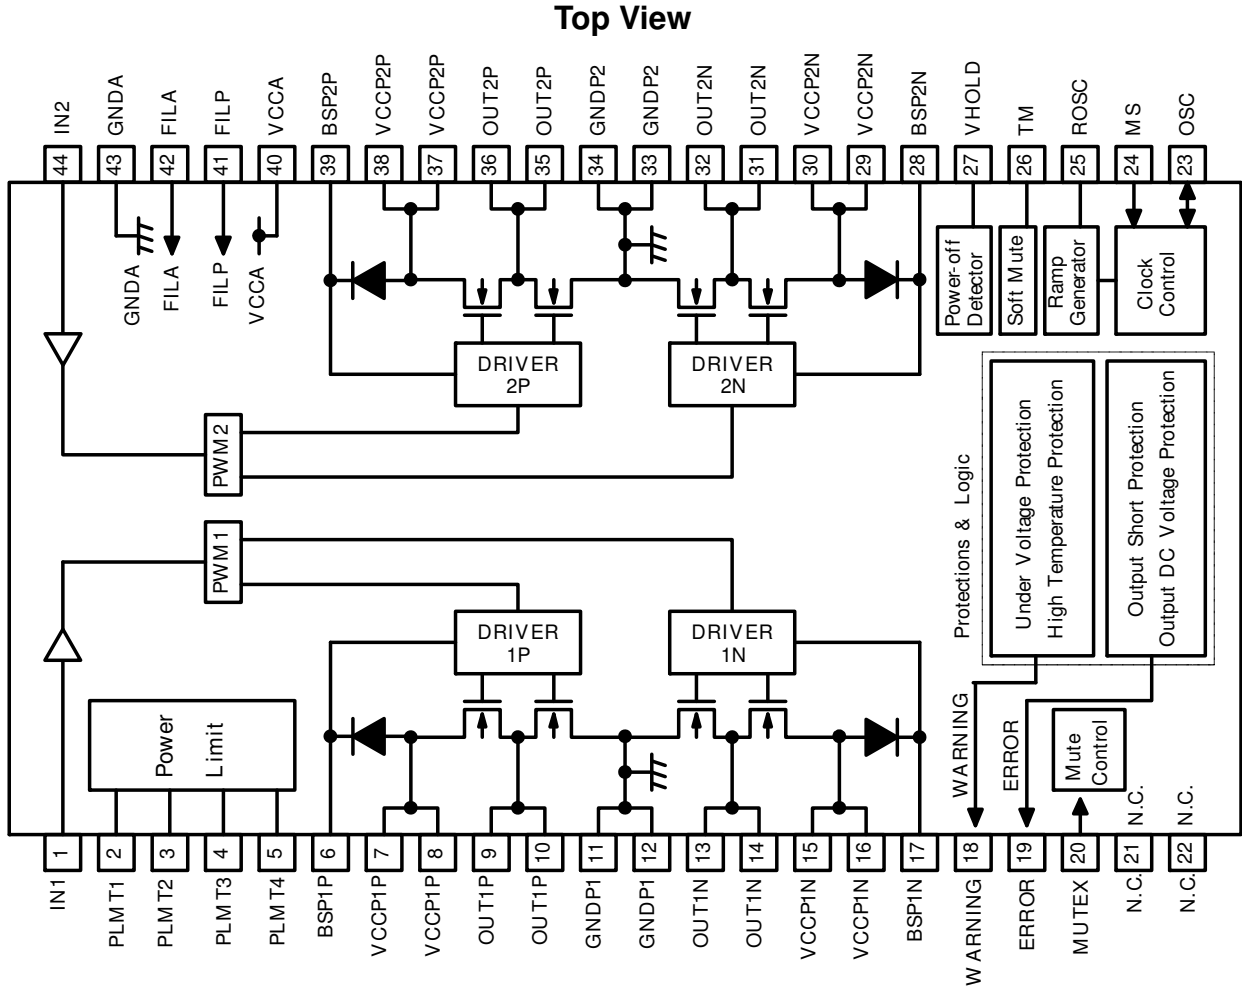 Top View
IN2
GNDA
FILA
FILP
VCCA
BSP2P
VCCP2P
VCCP2P
OUT2P
OUT2P
GNDP2
GNDP2
OUT2N
OUT2N
VCCP2N
VCCP2N
BSP2N
VHOLD
TM
ROSC
MS
OSC
44
43
42
41
40
39
38
37
36
35
34
33
32
31
30
29
28
27
26
25
24
23
GNDA
FILA
FILP
VCCA
Power-off
Detector
Soft Mute
Ramp
Generator
Clock
Control
DRIVER
2P
DRIVER
2N
PWM2
PWM1
Protections & Logic
Under Voltage Protection
High Temperature Protection
Output Short Protection
Output DC Voltage Protection
DRIVER
1P
DRIVER
1N
Power
Limit
WARNING
ERROR
Mute
Control
N.C.
N.C.
1
2
3
4
5
6
7
8
9
10
11
12
13
14
15
16
17
18
19
20
21
22
IN1
PLMT1
PLMT2
PLMT3
PLMT4
BSP1P
VCCP1P
VCCP1P
OUT1P
OUT1P
GNDP1
GNDP1
OUT1N
OUT1N
VCCP1N
VCCP1N
BSP1N
WARNING
ERROR
MUTEX
N.C.
N.C.